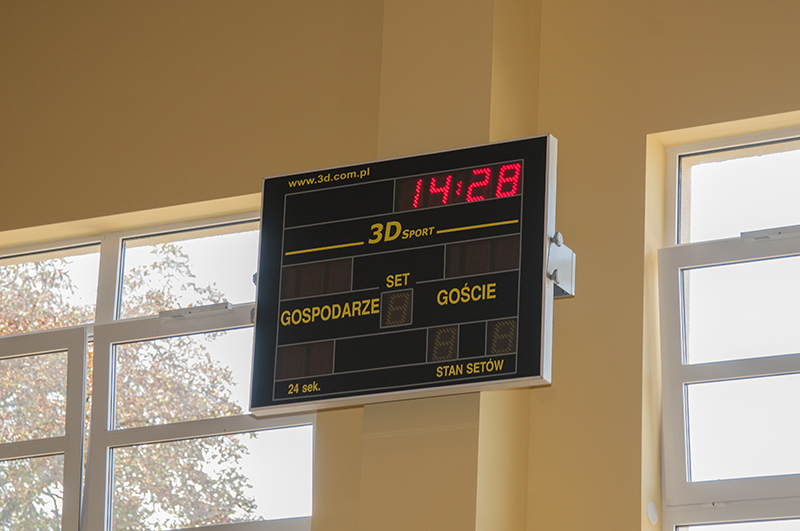 www.3d.com.pl
14:28
3D SPORT
SET
GOSPODARZE
GOŚCIE
24 sek.
STAN SETÓW